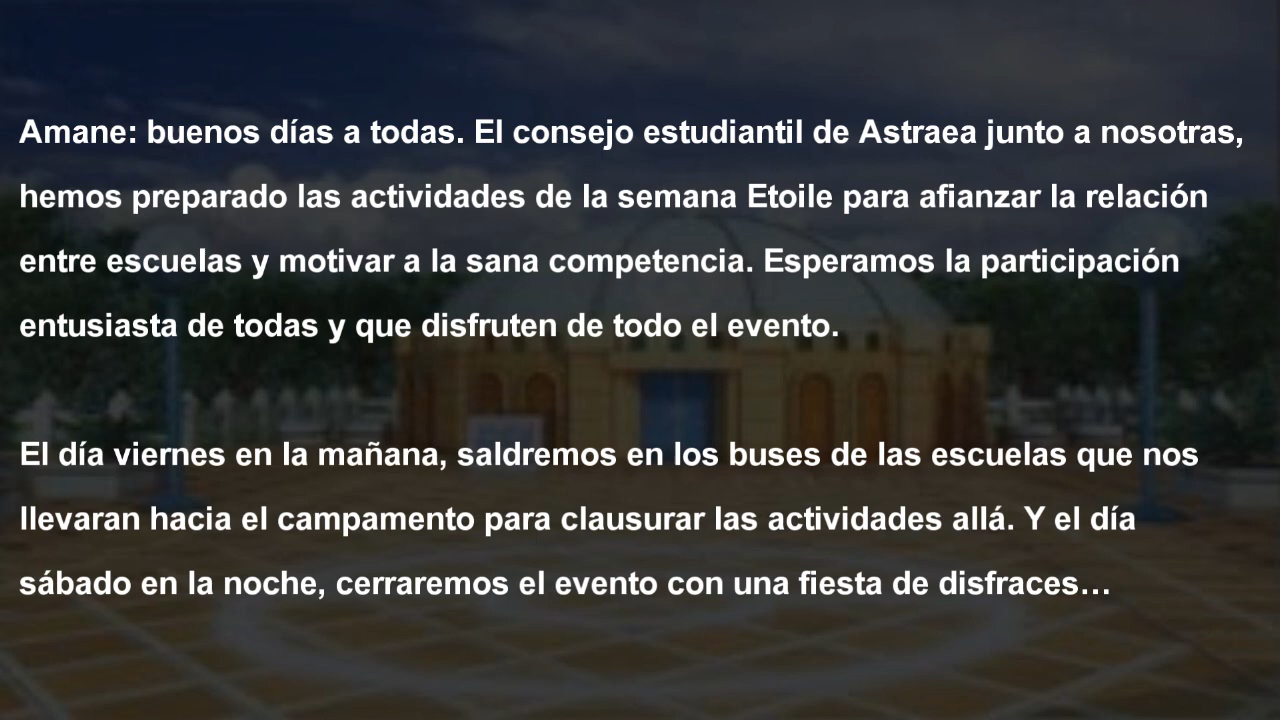 Amane: buenos días a todas. El consejo estudiantil de Astraea junto a nosotras,
hemos preparado las actividades de la semana Etoile para afianzar la relación
entre escuelas y motivar a la sana competencia. Esperamos la participación
entusiasta de todas y que disfruten de todo el evento.
El día viernes en la mañana, saldremos en los buses de las escuelas que nos
llevaran hacia el campamento para clausurar las actividades allá. Y el día
sábado en la noche, cerraremos el evento con una fiesta de disfraces…